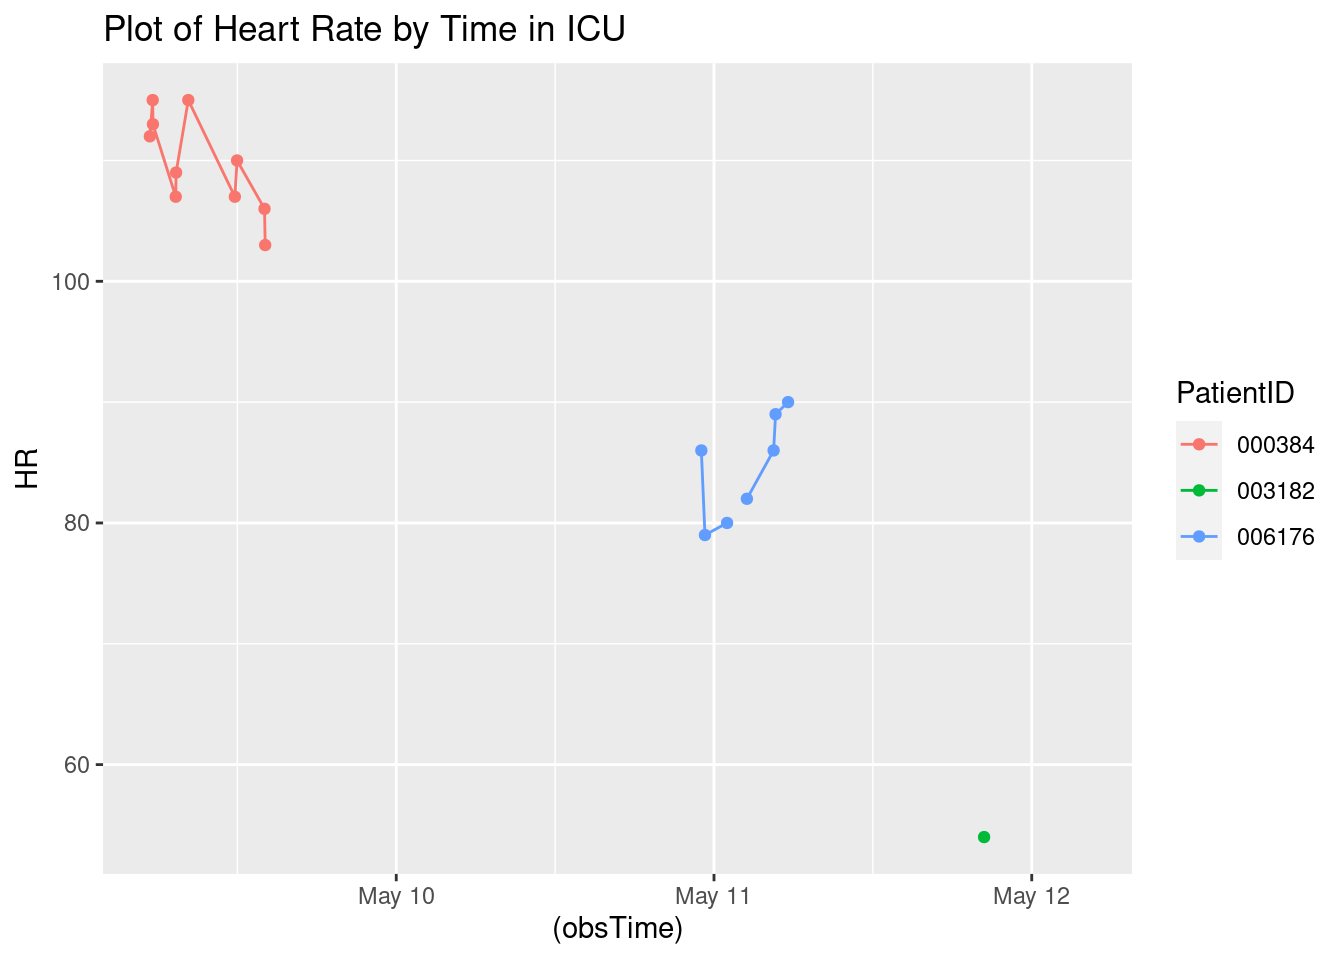 Plot of Heart Rate by Time in ICU
HR
100
80
60
May 10
May 11
May 12
(obsTime)
PatientID
000384
003182
006176